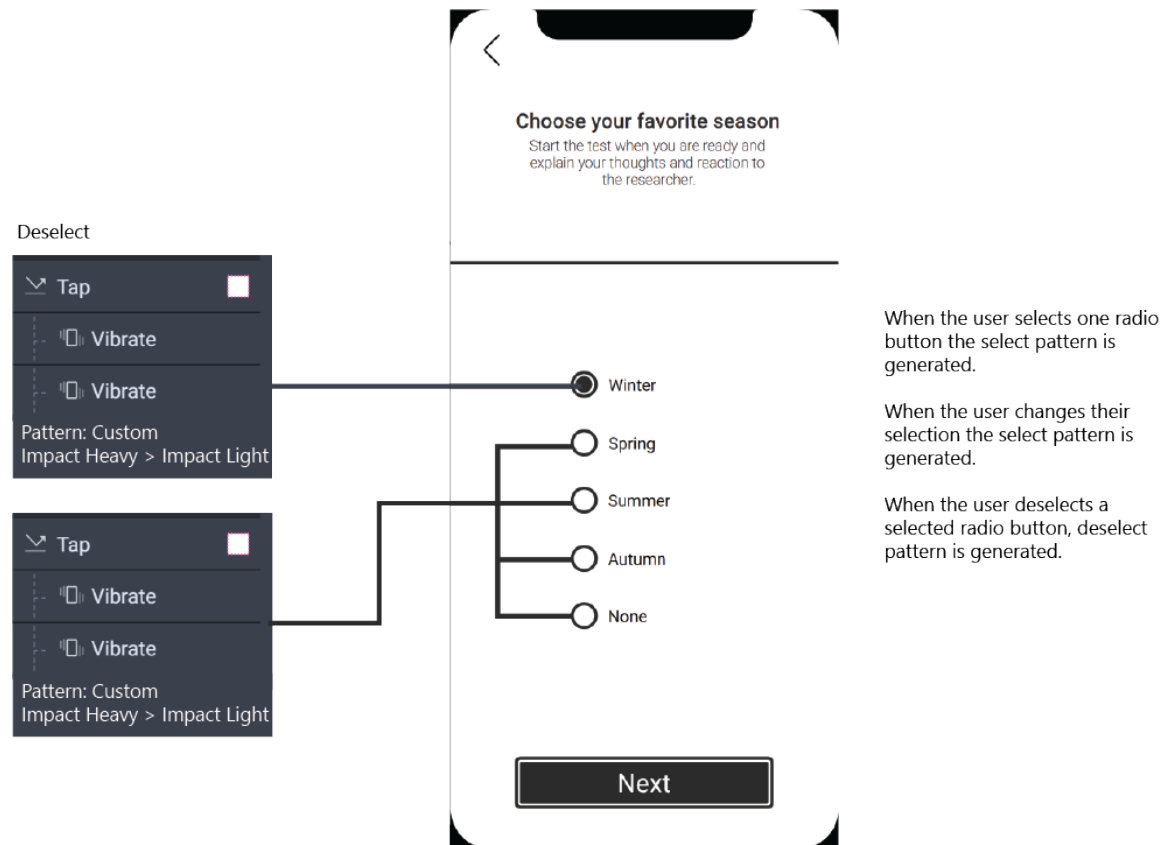 Choose your favorite season
Start the test when you are ready and
explain your thoughts and reaction to
the researcher.
Deselect
Tap
Vibrate
Vibrate
Pattern: Custom
Impact Heavy > Impact Light
Tap
Vibrate
Vibrate
Pattern: Custom
Impact Heavy > Impact Light
Winter
Spring
Summer
Autumn
None
Next
When the user selects one radio
button the select pattern is
generated.
When the user changes their
selection the select pattern is
generated.
When the user deselects a
selected radio button, deselect
pattern is generated.